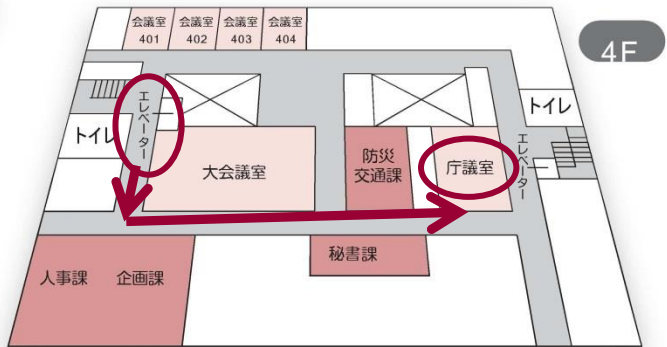 会議室
401
会議室
402
会議室
403
会議室
404
4F
トイレ
エレベーター
大会議室
防災
交通課
庁議室
エレベーター
トイレ
人事課
企画課
秘書課